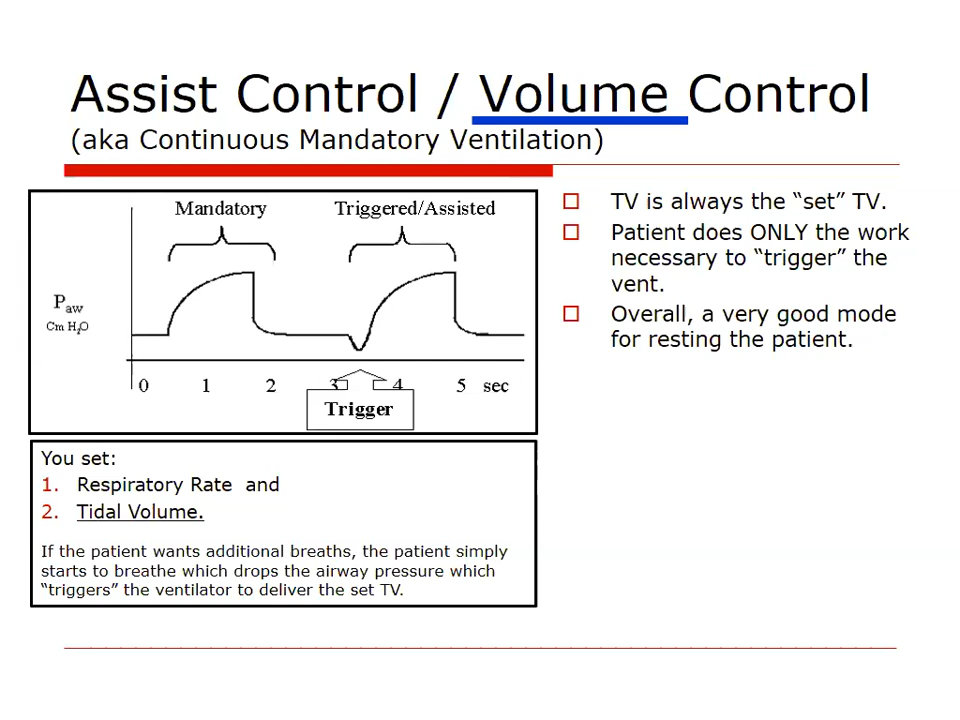 Assist Control / Volume Control
(aka Continuous Mandatory Ventilation)
Mandatory
Triggered/Assisted
Paw
Cm H2O
0 1 2 3 4 5 sec
Trigger
You set:
1. Respiratory Rate and
2. Tidal Volume.
If the patient wants additional breaths, the patient simply
starts to breathe which drops the airway pressure which
“triggers” the ventilator to deliver the set TV.
TV is always the “set” TV.
Patient does ONLY the work
necessary to “trigger” the
vent.
Overall, a very good mode
for resting the patient.